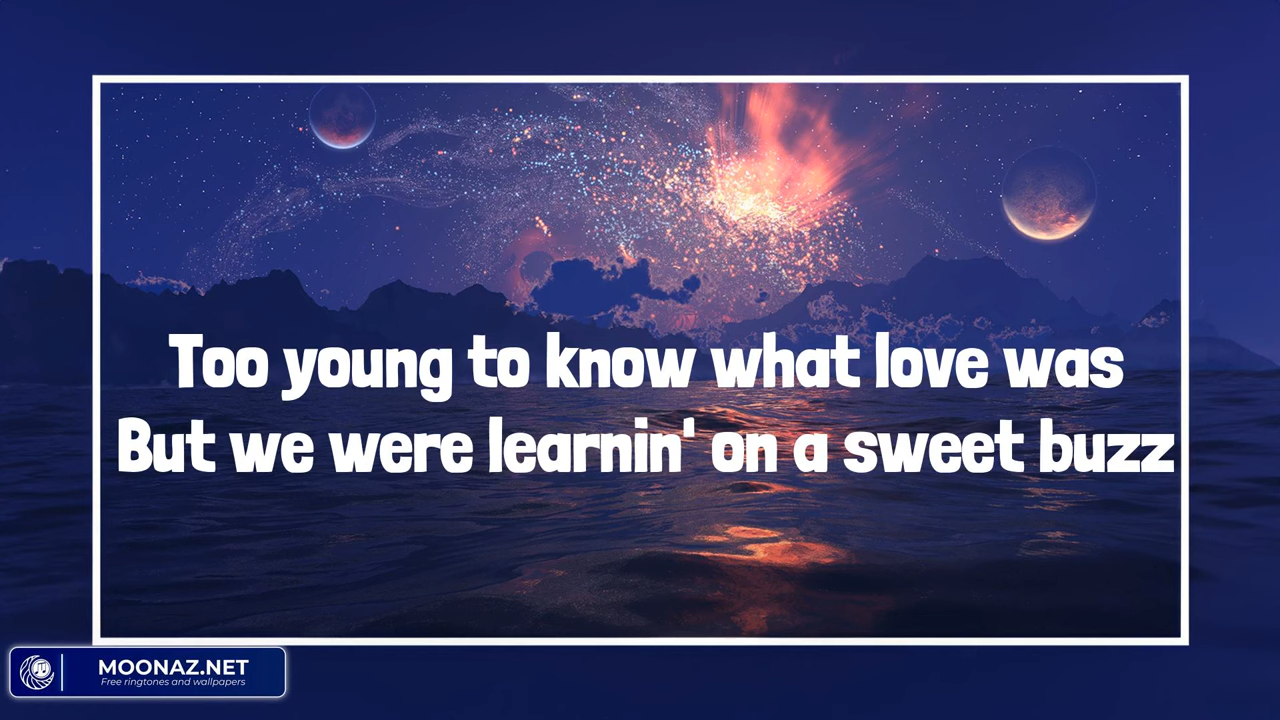 Too young to know what love was
But we were learnin' on a sweet buzz
MOONAZ.NET
Free ringtones and wallpapers